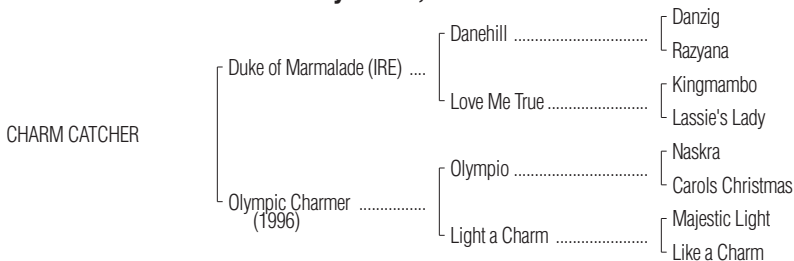 Danzig
Danehill ..............................
Razyana
Duke of Marmalade (IRE) ....
Kingmambo
Love Me True ......................
Lassie's Lady
CHARM CATCHER
Naskra
Olympio ..............................
Carols Christmas
Olympic Charmer ...............
(1996)
Majestic Light
Light a Charm ....................
Like a Charm